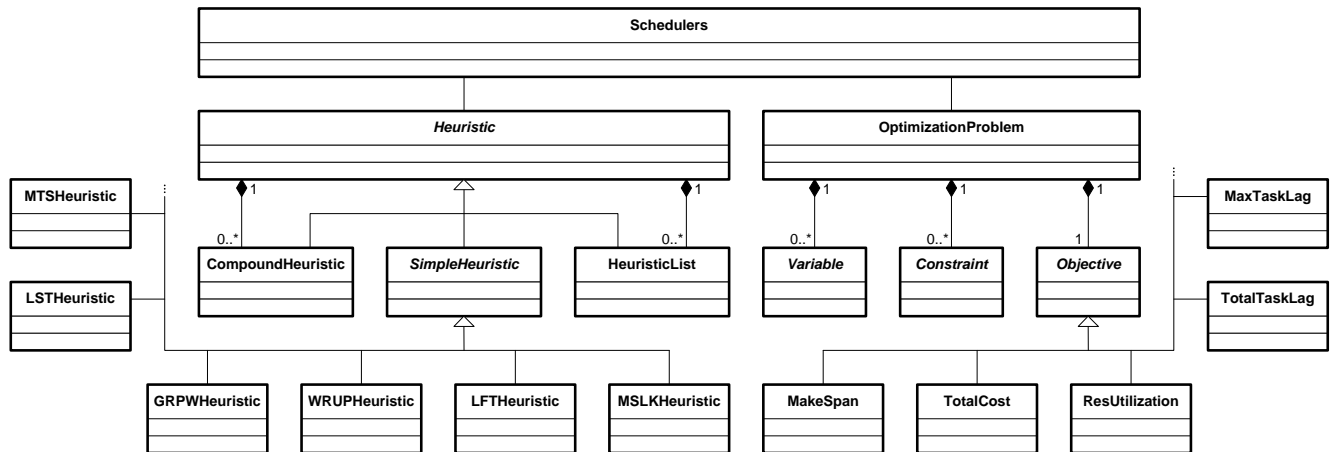 Schedulers
Heuristic
OptimizationProblem
MTSHeuristic
1
1
1
1
1
MaxTaskLag
0..*
0..*
0..*
0..*
1
CompoundHeuristic
SimpleHeuristic
HeuristicList
Variable
Constraint
Objective
LSTHeuristic
TotalTaskLag
GRPWHeuristic
WRUPHeuristic
LFTHeuristic
MSLKHeuristic
MakeSpan
TotalCost
ResUtilization